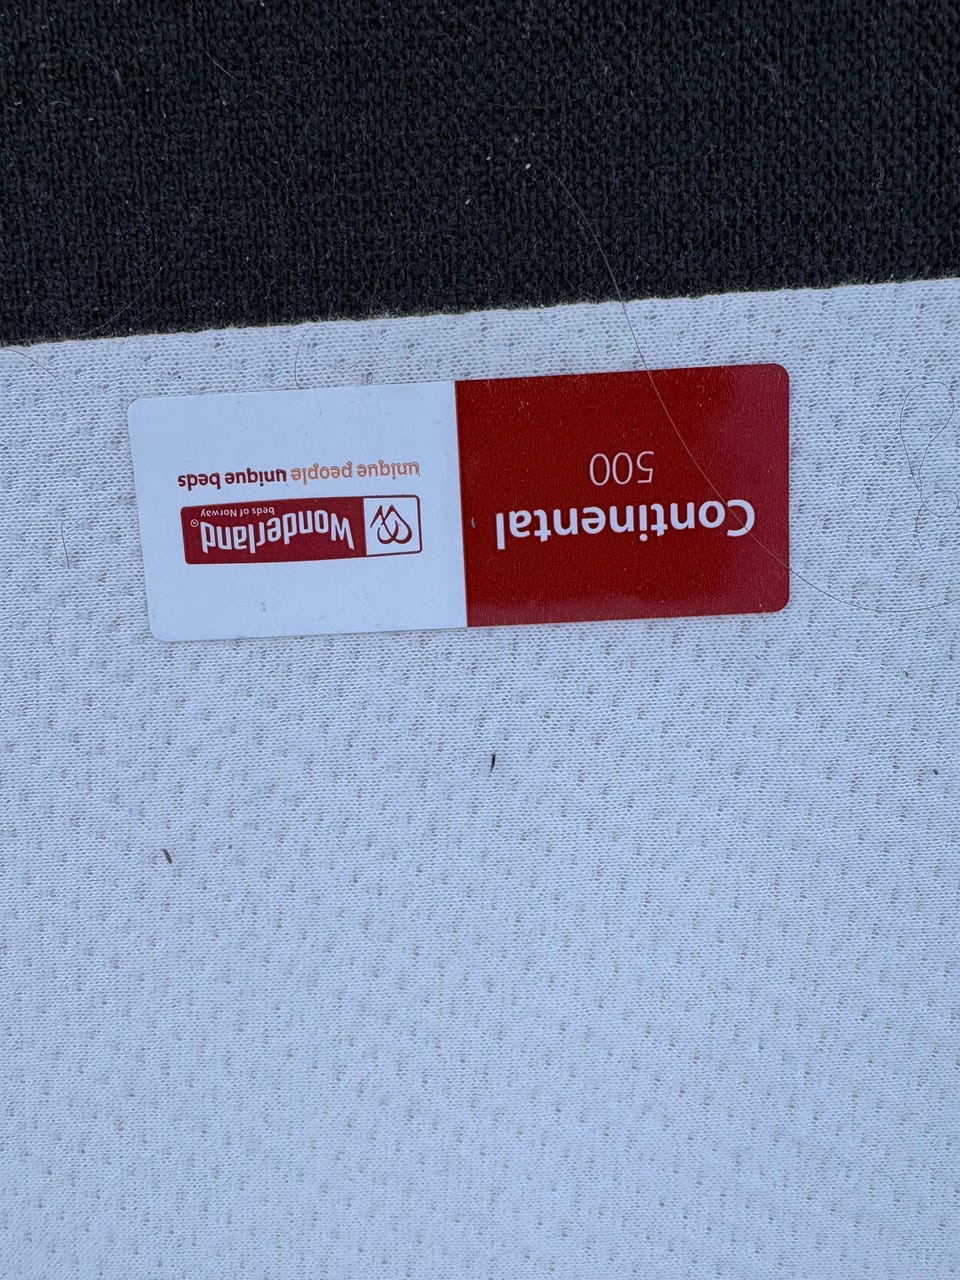 Continental
500
Wonderland
beds of Norway
unique people unique beds